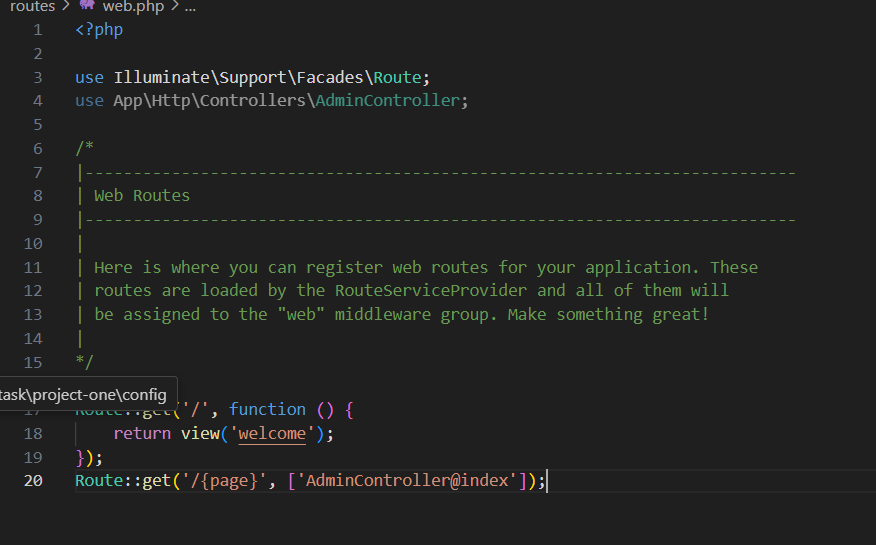 routes > web.php > ...
1 <?php
2
3 use Illuminate\Support\Facades\Route;
4 use App\Http\Controllers\AdminController;
5
6 /*
7 |--------------------------------------------------------------------------
8 | Web Routes
9 |--------------------------------------------------------------------------
10 |
11 | Here is where you can register web routes for your application. These
12 | routes are loaded by the RouteServiceProvider and all of them will
13 | be assigned to the "web" middleware group. Make something great!
14 |
15 */
task\project-one\config
17 Route::get('/', function () {
18 return view('welcome');
19 });
20 Route::get('/{page}', ['AdminController@index']);